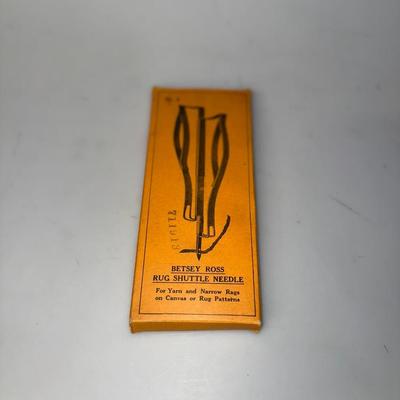 BETSEY ROSS
RUG SHUTTLE NEEDLE
For Yarn and Narrow Rags
on Canvas or Rug Patterns